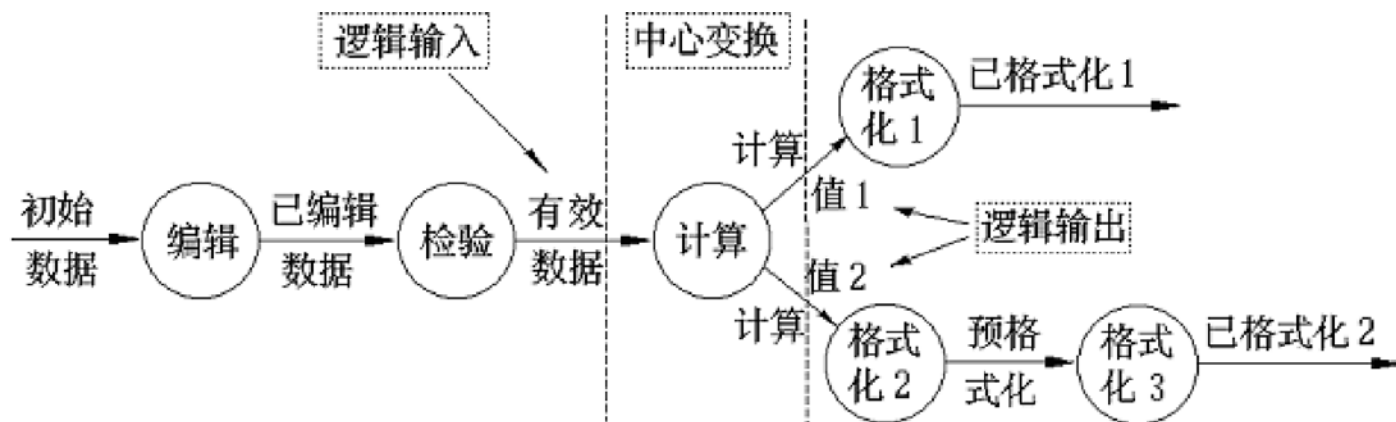 逻辑输入
中心变换
格式
化 1
已格式化 1
计算
值 1
初始
数据
编辑
已编辑
数据
检验
有效
数据
计算
逻辑输出
值 2
计算
格式
化 2
预格
式化
格式
化 3
已格式化 2